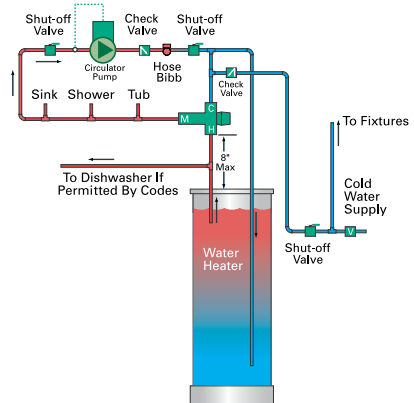 Shut-off
Valve
Check
Valve
Shut-off
Valve
Circulator
Pump
Hose
Bibb
Check
Valve
Sink Shower Tub
C
M
H
To Fixtures
8"
Max
To Dishwasher If
Permitted By Codes
Cold
Water
Supply
V
Water
Heater
Shut-off
Valve